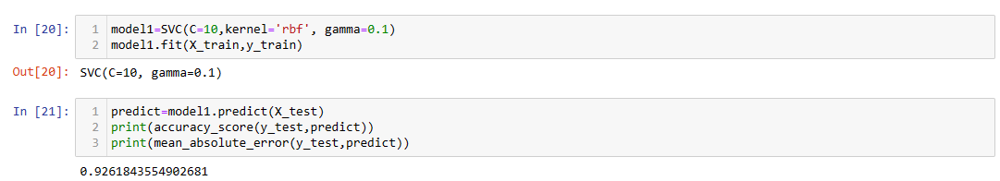 In [20]:
1 model1=SVC(C=10,kernel='rbf', gamma=0.1)
2 model1.fit(X_train,y_train)
Out[20]: SVC(C=10, gamma=0.1)
In [21]:
1 predict=model1.predict(X_test)
2 print(accuracy_score(y_test,predict))
3 print(mean_absolute_error(y_test,predict))
0.9261843554902681